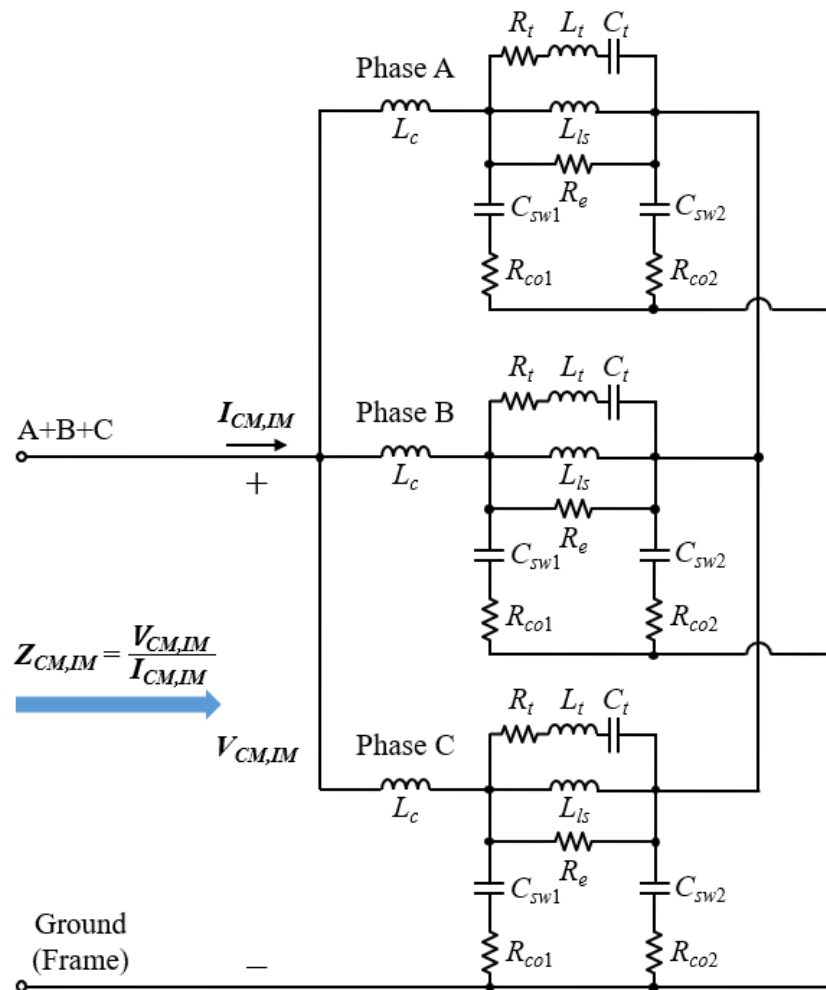 R_t L_t C_t
Phase A
L_c L_ls
R_e
C_sw1 C_sw2
R_co1 R_co2
R_t L_t C_t
I_CM,IM Phase B
A+B+C
L_c L_ls
+
R_e
C_sw1 C_sw2
R_co1 R_co2
Z_CM,IM = V_CM,IM / I_CM,IM
R_t L_t C_t
V_CM,IM Phase C
L_c L_ls
R_e
C_sw1 C_sw2
Ground
(Frame) –
R_co1 R_co2